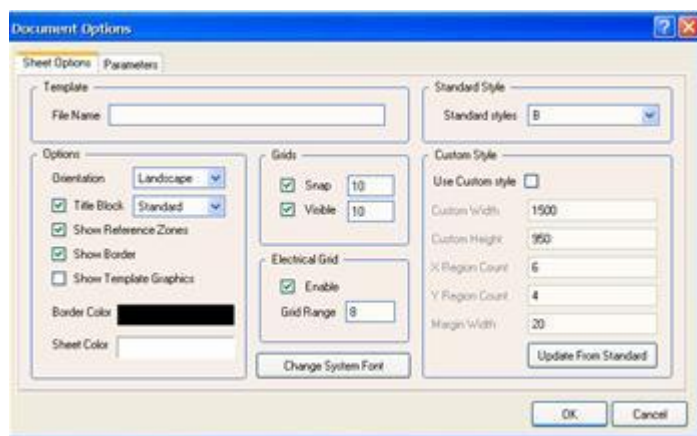 Document Options
Sheet Options Parameters
Template
File Name
Standard Style
Standard styles B
Options
Orientation Landscape
Title Block Standard
Show Reference Zones
Show Border
Show Template Graphics
Border Color
Sheet Color
Grids
Snap 10
Visible 10
Electrical Grid
Enable
Grid Range 8
Change System Font
Custom Style
Use Custom style
Custom Width 1500
Custom Height 950
X Region Count 6
Y Region Count 4
Margin Width 20
Update From Standard
OK Cancel